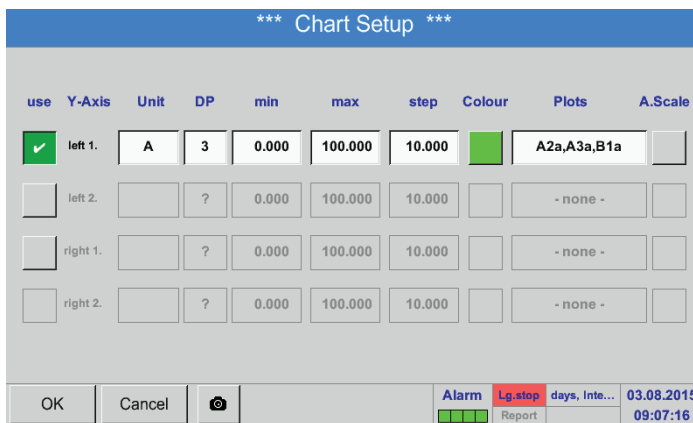 *** Chart Setup ***
use Y-Axis Unit DP min max step Colour Plots A.Scale
left 1. A 3 0.000 100.000 10.000 A2a,A3a,B1a
left 2. ? 0.000 100.000 10.000 - none -
right 1. ? 0.000 100.000 10.000 - none -
right 2. ? 0.000 100.000 10.000 - none -
OK Cancel Alarm Lg.stop days, Inte... 03.08.2015
Report 09:07:16